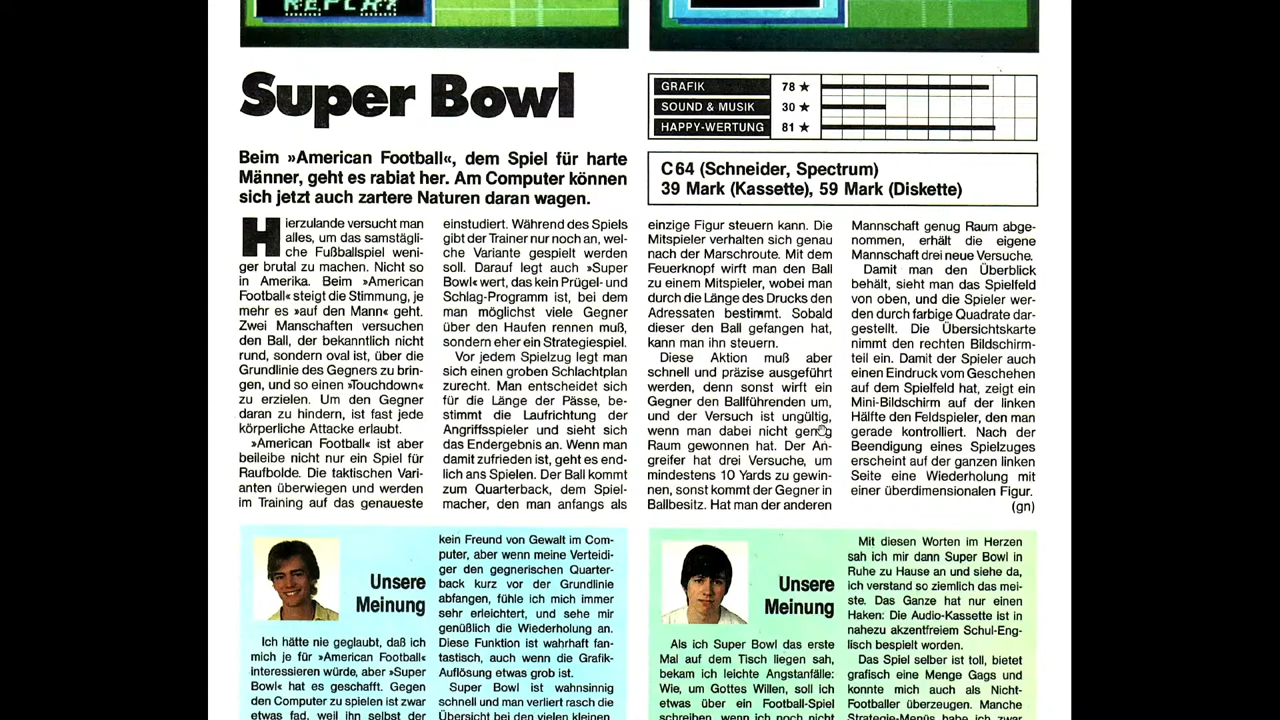 REPLAY
Super Bowl
GRAFIK 78 ★
SOUND & MUSIK 30 ★
HAPPY-WERTUNG 81 ★
Beim »American Football«, dem Spiel für harte
Männer, geht es rabiat her. Am Computer können
sich jetzt auch zartere Naturen daran wagen.
C 64 (Schneider, Spectrum)
39 Mark (Kassette), 59 Mark (Diskette)
Hierzulande versucht man
alles, um das samstägli-
che Fußballspiel weni-
ger brutal zu machen. Nicht so
in Amerika. Beim »American
Football« steigt die Stimmung, je
mehr es »auf den Mann« geht.
Zwei Manschaften versuchen
den Ball, der bekanntlich nicht
rund, sondern oval ist, über die
Grundlinie des Gegners zu brin-
gen, und so einen »Touchdown«
zu erzielen. Um den Gegner
daran zu hindern, ist fast jede
körperliche Attacke erlaubt.
»American Football« ist aber
beileibe nicht nur ein Spiel für
Raufbolde. Die taktischen Vari-
anten überwiegen und werden
im Training auf das genaueste
einstudiert. Während des Spiels
gibt der Trainer nur noch an, wel-
che Variante gespielt werden
soll. Darauf legt auch »Super
Bowl« wert, das kein Prügel- und
Schlag-Programm ist, bei dem
man möglichst viele Gegner
über den Haufen rennen muß,
sondern eher ein Strategiespiel.
Vor jedem Spielzug legt man
sich einen groben Schlachtplan
zurecht. Man entscheidet sich
für die Länge der Pässe, be-
stimmt die Laufrichtung der
Angriffsspieler und sieht sich
das Endergebnis an. Wenn man
damit zufrieden ist, geht es end-
lich ans Spielen. Der Ball kommt
zum Quarterback, dem Spiel-
macher, den man anfangs als
einzige Figur steuern kann. Die
Mitspieler verhalten sich genau
nach der Marschroute. Mit dem
Feuerknopf wirft man den Ball
zu einem Mitspieler, wobei man
durch die Länge des Drucks den
Adressaten bestimmt. Sobald
dieser den Ball gefangen hat,
kann man ihn steuern.
Diese Aktion muß aber
schnell und präzise ausgeführt
werden, denn sonst wirft ein
Gegner den Ballführenden um,
und der Versuch ist ungültig,
wenn man dabei nicht genug
Raum gewonnen hat. Der An-
greifer hat drei Versuche, um
mindestens 10 Yards zu gewin-
nen, sonst kommt der Gegner in
Ballbesitz. Hat man der anderen
Mannschaft genug Raum abge-
nommen, erhält die eigene
Mannschaft drei neue Versuche.
Damit man den Überblick
behält, sieht man das Spielfeld
von oben, und die Spieler wer-
den durch farbige Quadrate dar-
gestellt. Die Übersichtskarte
nimmt den rechten Bildschirm-
teil ein. Damit der Spieler auch
einen Eindruck vom Geschehen
auf dem Spielfeld hat, zeigt ein
Mini-Bildschirm auf der linken
Hälfte den Feldspieler, den man
gerade kontrolliert. Nach der
Beendigung eines Spielzuges
erscheint auf der ganzen linken
Seite eine Wiederholung mit
einer überdimensionalen Figur.
(gn)
Unsere
Meinung
Ich hätte nie geglaubt, daß ich
mich je für »American Football«
interessieren würde, aber »Super
Bowl« hat es geschafft. Gegen
den Computer zu spielen ist zwar
etwas fad, weil ihn selbst der
kein Freund von Gewalt im Com-
puter, aber wenn meine Verteidi-
ger den gegnerischen Quarter-
back kurz vor der Grundlinie
abfangen, fühle ich mich immer
sehr erleichtert, und sehe mir
genüßlich die Wiederholung an.
Diese Funktion ist wahrhaft fan-
tastisch, auch wenn die Grafik-
Auflösung etwas grob ist.
Super Bowl ist wahnsinnig
schnell und man verliert rasch die
Übersicht bei den vielen kleinen
Unsere
Meinung
Als ich Super Bowl das erste
Mal auf dem Tisch liegen sah,
bekam ich leichte Angstanfälle:
Wie, um Gottes Willen, soll ich
etwas über ein Football-Spiel
schreiben, wenn ich noch nicht
Mit diesen Worten im Herzen
sah ich mir dann Super Bowl in
Ruhe zu Hause an und siehe da,
ich verstand so ziemlich das mei-
ste. Das Ganze hat nur einen
Haken: Die Audio-Kassette ist in
nahezu akzentfreiem Schul-Eng-
lisch bespielt worden.
Das Spiel selber ist toll, bietet
grafisch eine Menge Gags und
konnte mich auch als Nicht-
Footballer überzeugen. Manche
Strategie-Menüs habe ich zwar